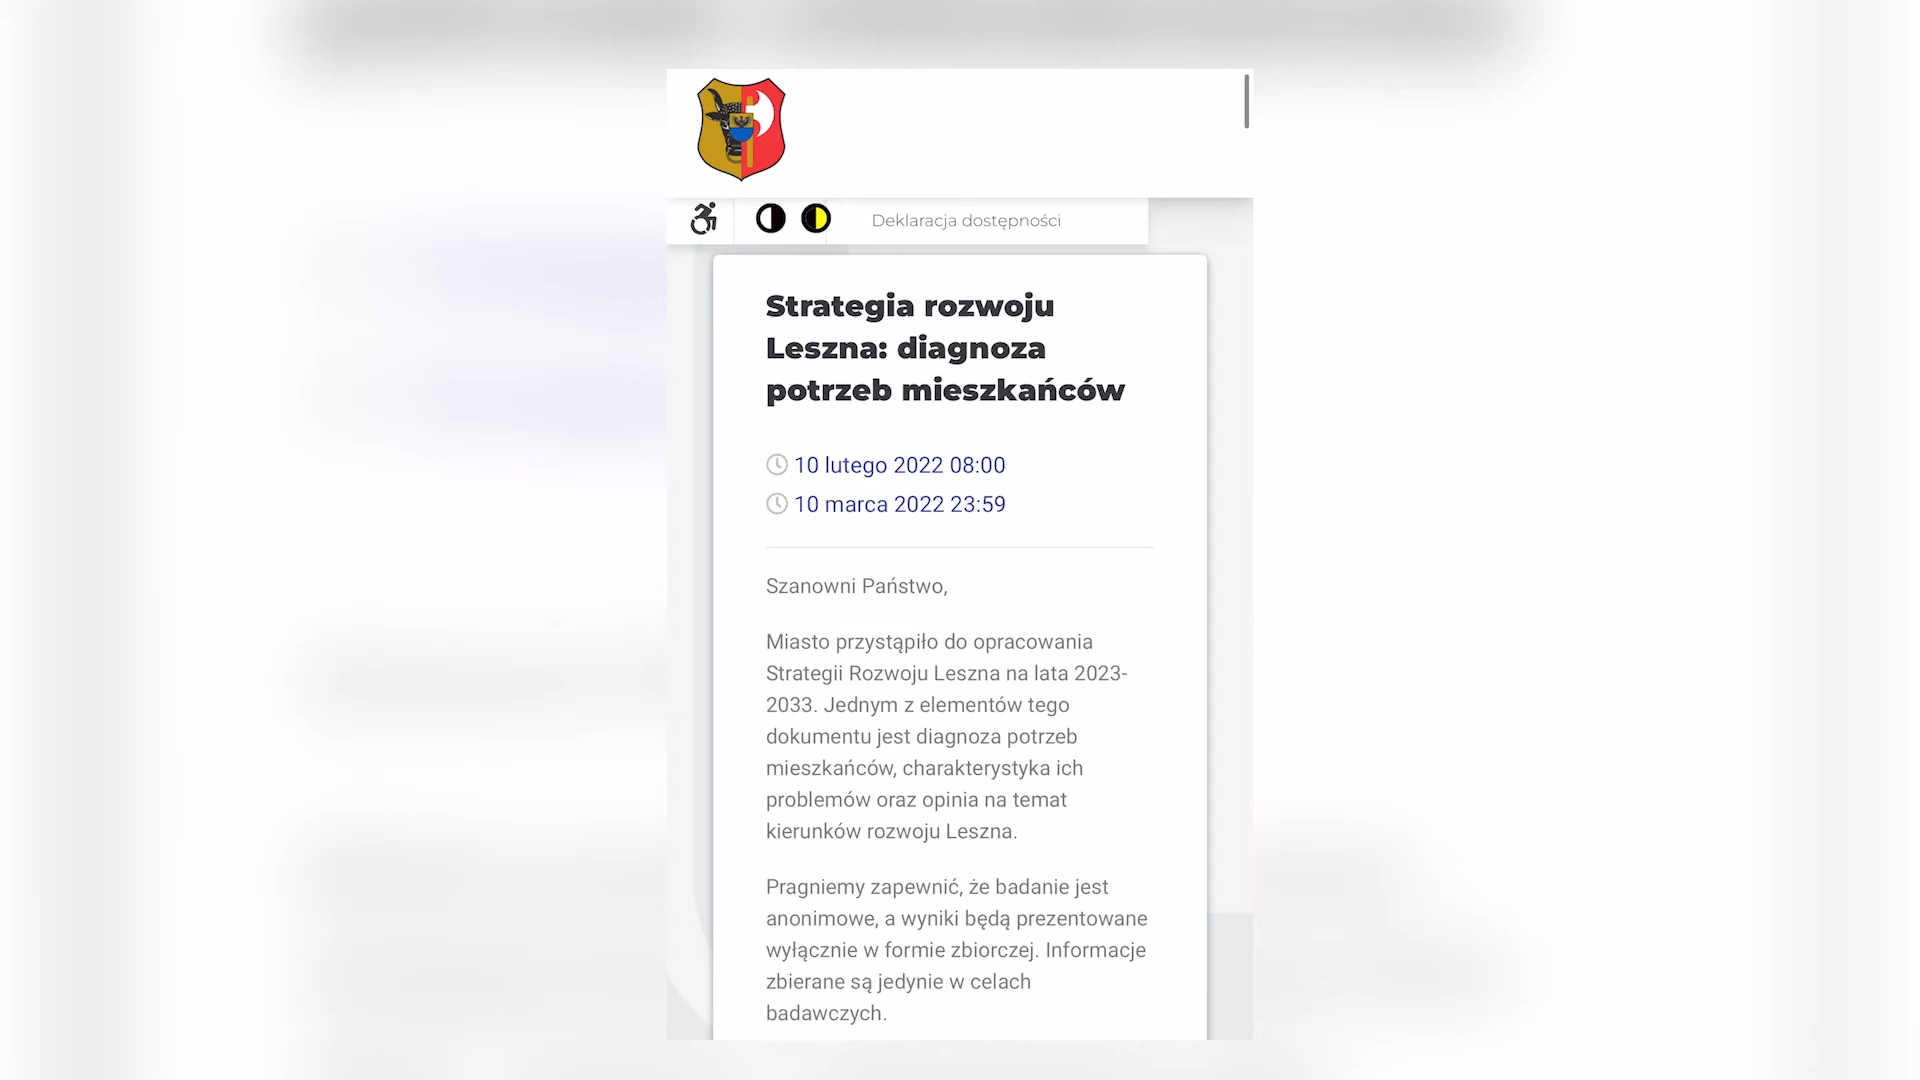 Deklaracja dostępności
Strategia rozwoju
Leszna: diagnoza
potrzeb mieszkańców
10 lutego 2022 08:00
10 marca 2022 23:59
Szanowni Państwo,
Miasto przystąpiło do opracowania
Strategii Rozwoju Leszna na lata 2023-
2033. Jednym z elementów tego
dokumentu jest diagnoza potrzeb
mieszkańców, charakterystyka ich
problemów oraz opinia na temat
kierunków rozwoju Leszna.
Pragniemy zapewnić, że badanie jest
anonimowe, a wyniki będą prezentowane
wyłącznie w formie zbiorczej. Informacje
zbierane są jedynie w celach
badawczych.